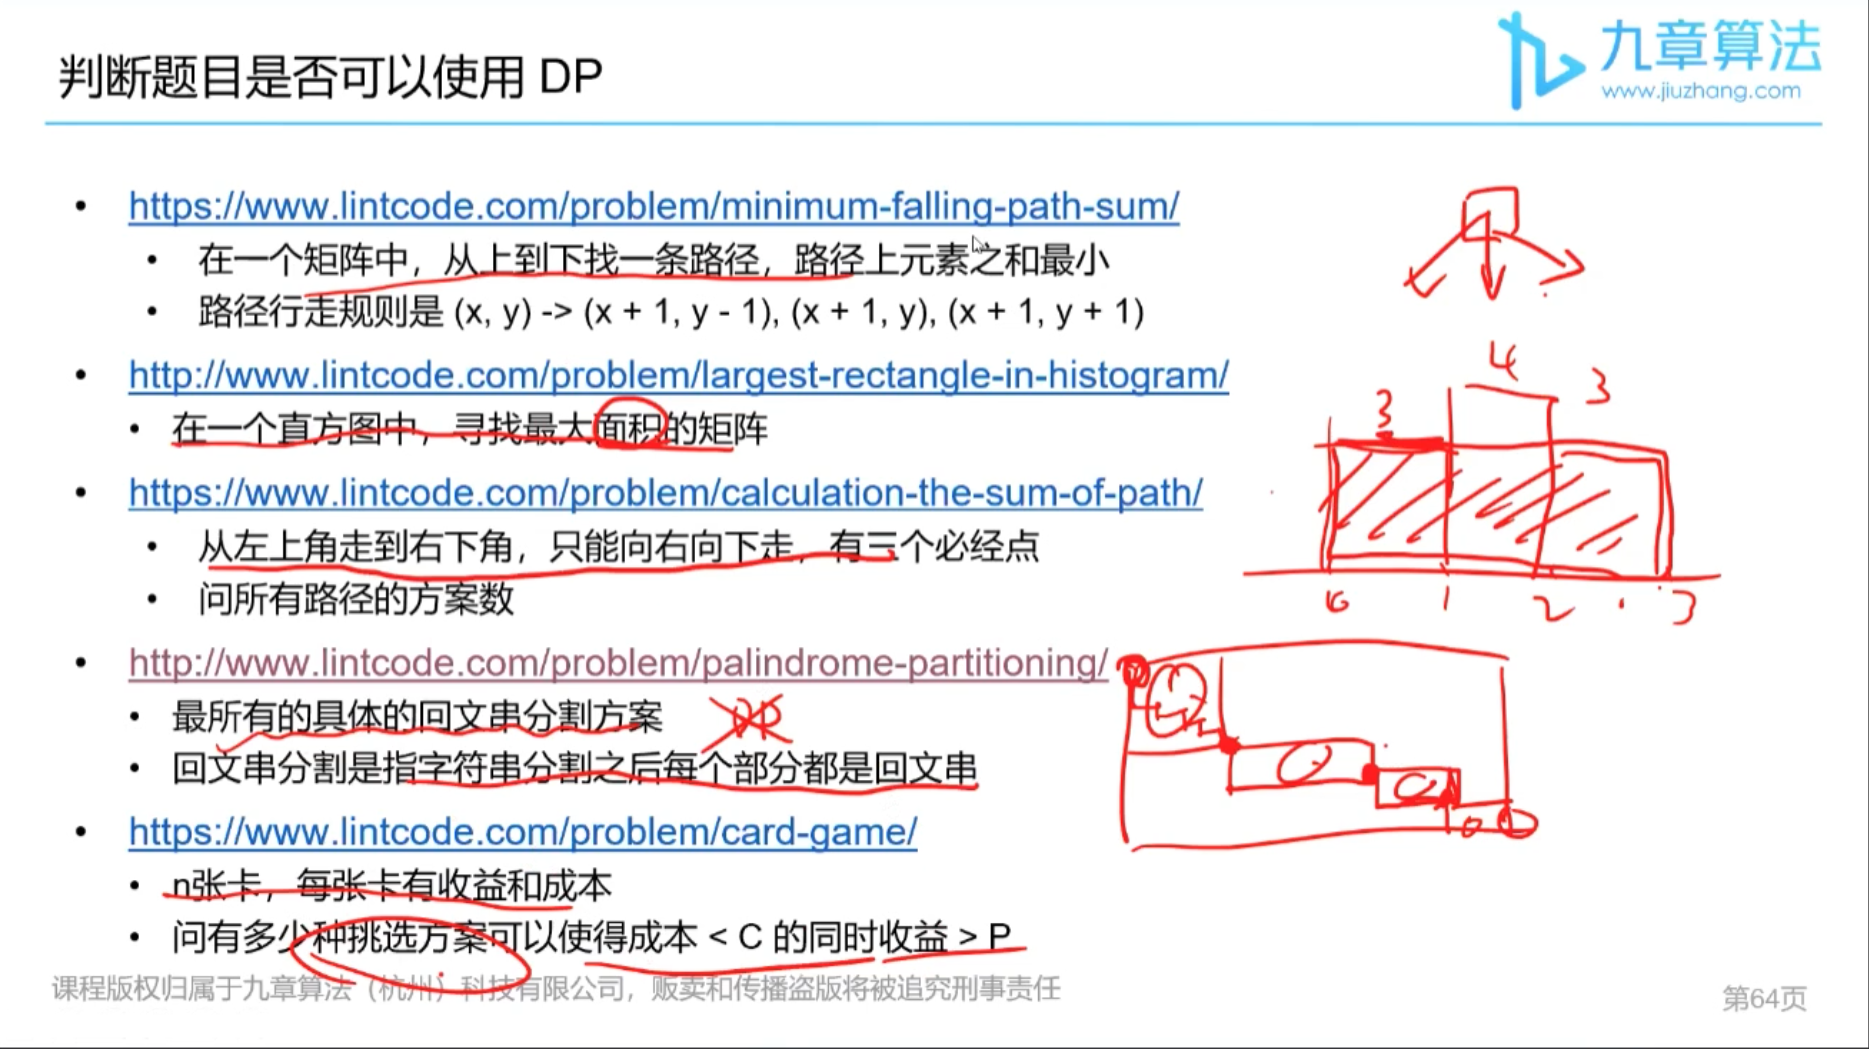 判断题目是否可以使用 DP
九章算法
www.jiuzhang.com
https://www.lintcode.com/problem/minimum-falling-path-sum/
在一个矩阵中，从上到下找一条路径，路径上元素之和最小
路径行走规则是 (x, y) -> (x + 1, y - 1), (x + 1, y), (x + 1, y + 1)
http://www.lintcode.com/problem/largest-rectangle-in-histogram/
在一个直方图中，寻找最大面积的矩阵
4
3
3
https://www.lintcode.com/problem/calculation-the-sum-of-path/
从左上角走到右下角，只能向右向下走，有三个必经点
问所有路径的方案数
0 1 2 3
http://www.lintcode.com/problem/palindrome-partitioning/
最所有的具体的回文串分割方案
DP
回文串分割是指字符串分割之后每个部分都是回文串
https://www.lintcode.com/problem/card-game/
n张卡，每张卡有收益和成本
问有多少种挑选方案可以使得成本 < C 的同时收益 > P
课程版权归属于九章算法（杭州）科技有限公司，贩卖和传播盗版将被追究刑事责任
第64页